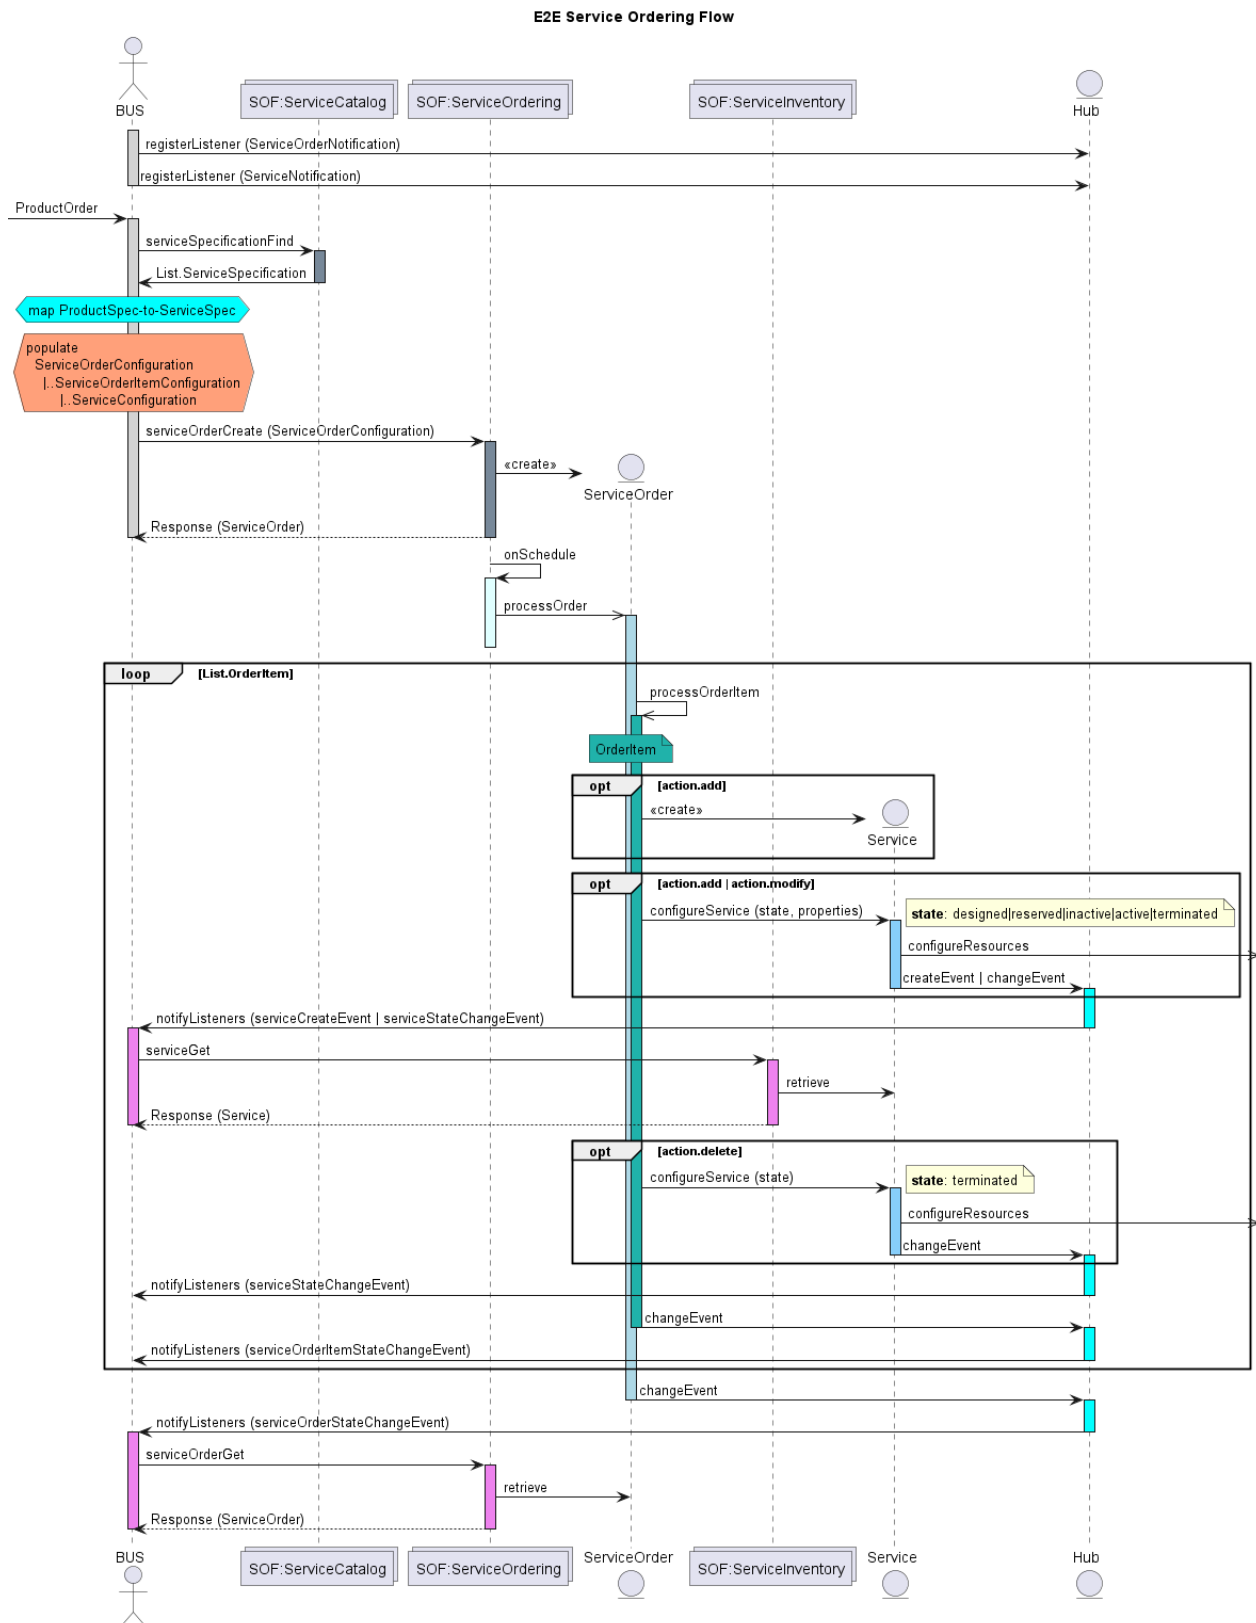 E2E Service Ordering Flow
BUS
SOF:ServiceCatalog
SOF:ServiceOrdering
SOF:ServiceInventory
Hub
registerListener (ServiceOrderNotification)
registerListener (ServiceNotification)
ProductOrder
serviceSpecificationFind
List.ServiceSpecification
map ProductSpec-to-ServiceSpec
populate
ServiceOrderConfiguration
|..ServiceOrderItemConfiguration
|..ServiceConfiguration
serviceOrderCreate (ServiceOrderConfiguration)
«create»
ServiceOrder
Response (ServiceOrder)
onSchedule
processOrder
loop [List.OrderItem]
processOrderItem
OrderItem
opt [action.add]
«create»
Service
opt [action.add | action.modify]
configureService (state, properties)
state: designed|reserved|inactive|active|terminated
configureResources
createEvent | changeEvent
notifyListeners (serviceCreateEvent | serviceStateChangeEvent)
serviceGet
retrieve
Response (Service)
opt [action.delete]
configureService (state)
state: terminated
configureResources
changeEvent
notifyListeners (serviceStateChangeEvent)
changeEvent
notifyListeners (serviceOrderItemStateChangeEvent)
changeEvent
notifyListeners (serviceOrderStateChangeEvent)
serviceOrderGet
retrieve
Response (ServiceOrder)
BUS
SOF:ServiceCatalog
SOF:ServiceOrdering
ServiceOrder
SOF:ServiceInventory
Service
Hub